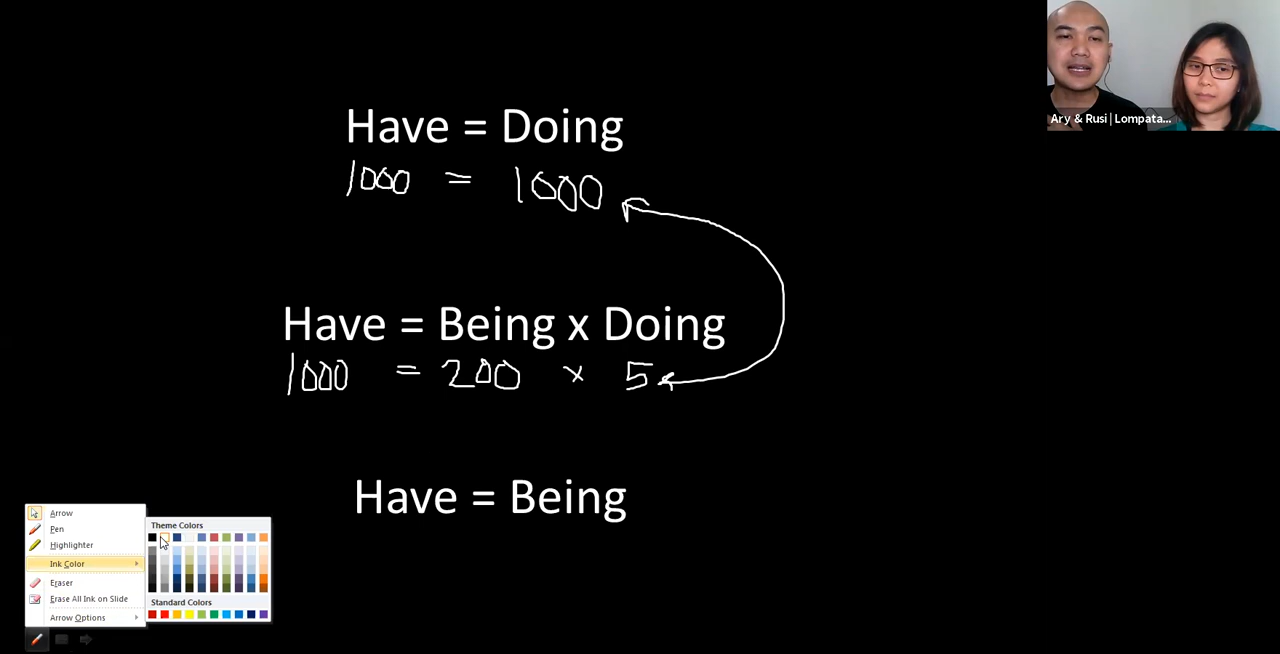 Have = Doing
1000 = 1000
Ary & Rusi | Lompata...
Have = Being x Doing
1000 = 200 x 5
Have = Being
Arrow
Pen
Highlighter
Ink Color
Eraser
Erase All Ink on Slide
Arrow Options
Theme Colors
Standard Colors